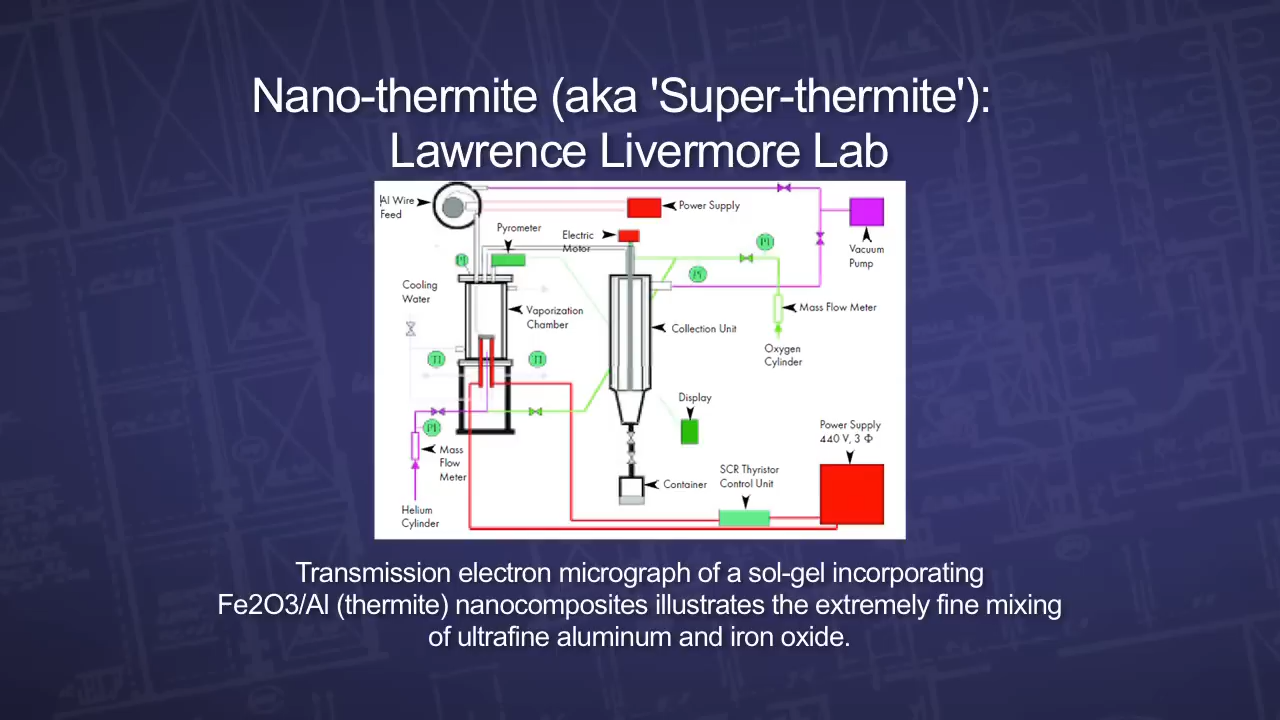 Nano-thermite (aka 'Super-thermite'):
Lawrence Livermore Lab
Al Wire
Feed
Power Supply
Pyrometer
Electric
Motor
PI
Vacuum
Pump
PI
PI
Cooling
Water
Vaporization
Chamber
Mass Flow Meter
Collection Unit
Oxygen
Cylinder
TI
TI
Display
PI
Power Supply
440 V, 3 Φ
Mass
Flow
Meter
SCR Thyristor
Control Unit
Container
Helium
Cylinder
Transmission electron micrograph of a sol-gel incorporating
Fe2O3/Al (thermite) nanocomposites illustrates the extremely fine mixing
of ultrafine aluminum and iron oxide.